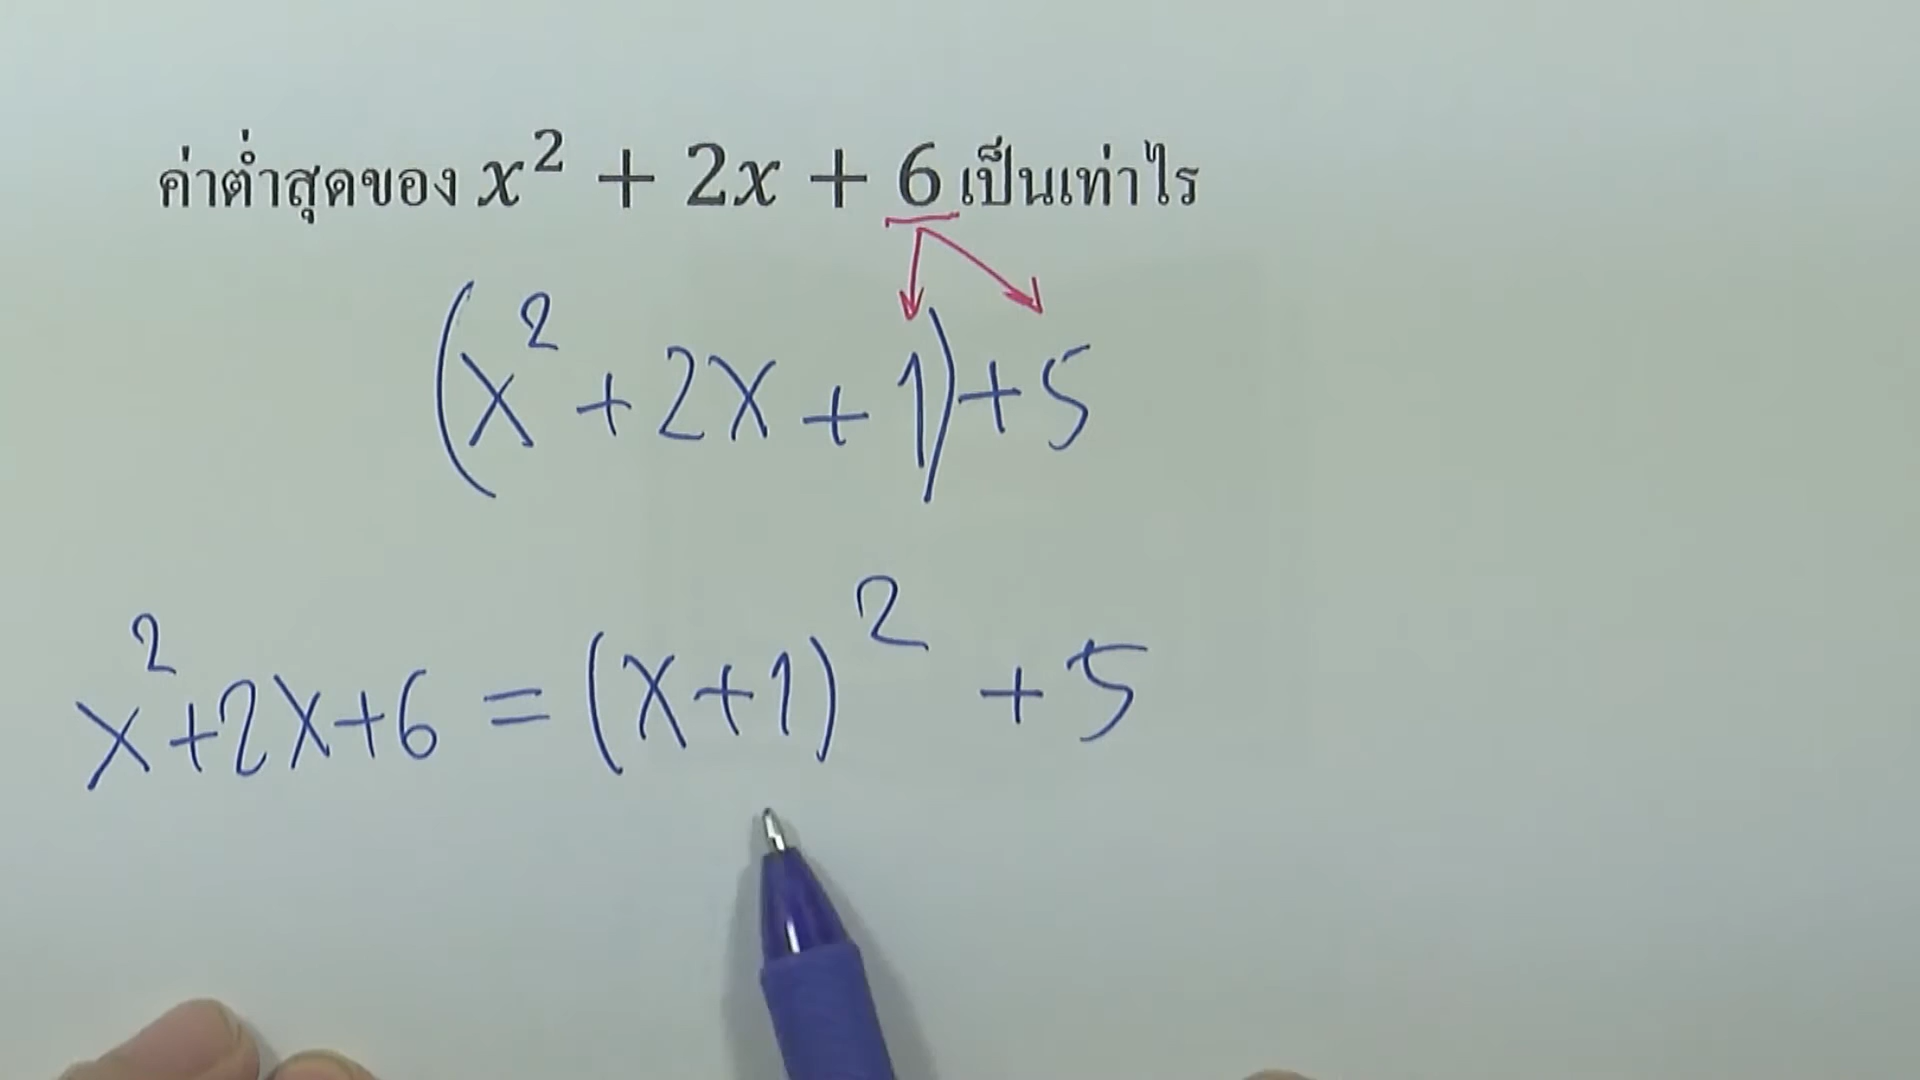 ค่าต่ำสุดของ x² + 2x + 6 เป็นเท่าไร
(x² + 2x + 1) + 5
x² + 2x + 6 = (x + 1)² + 5